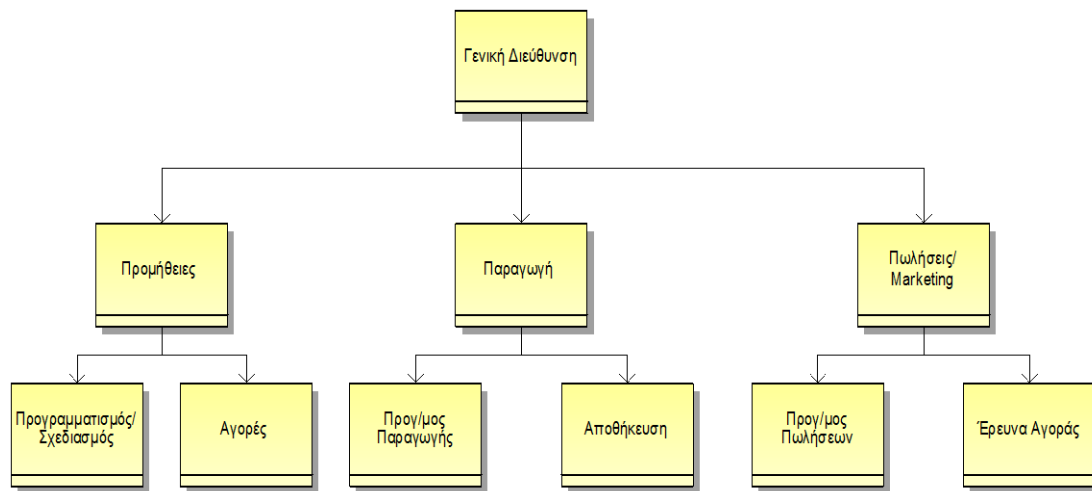 Γενική Διεύθυνση
Προμήθειες
Παραγωγή
Πωλήσεις/
Marketing
Προγραμματισμός/
Σχεδιασμός
Αγορές
Προγ/μος
Παραγωγής
Αποθήκευση
Προγ/μος
Πωλήσεων
Έρευνα Αγοράς